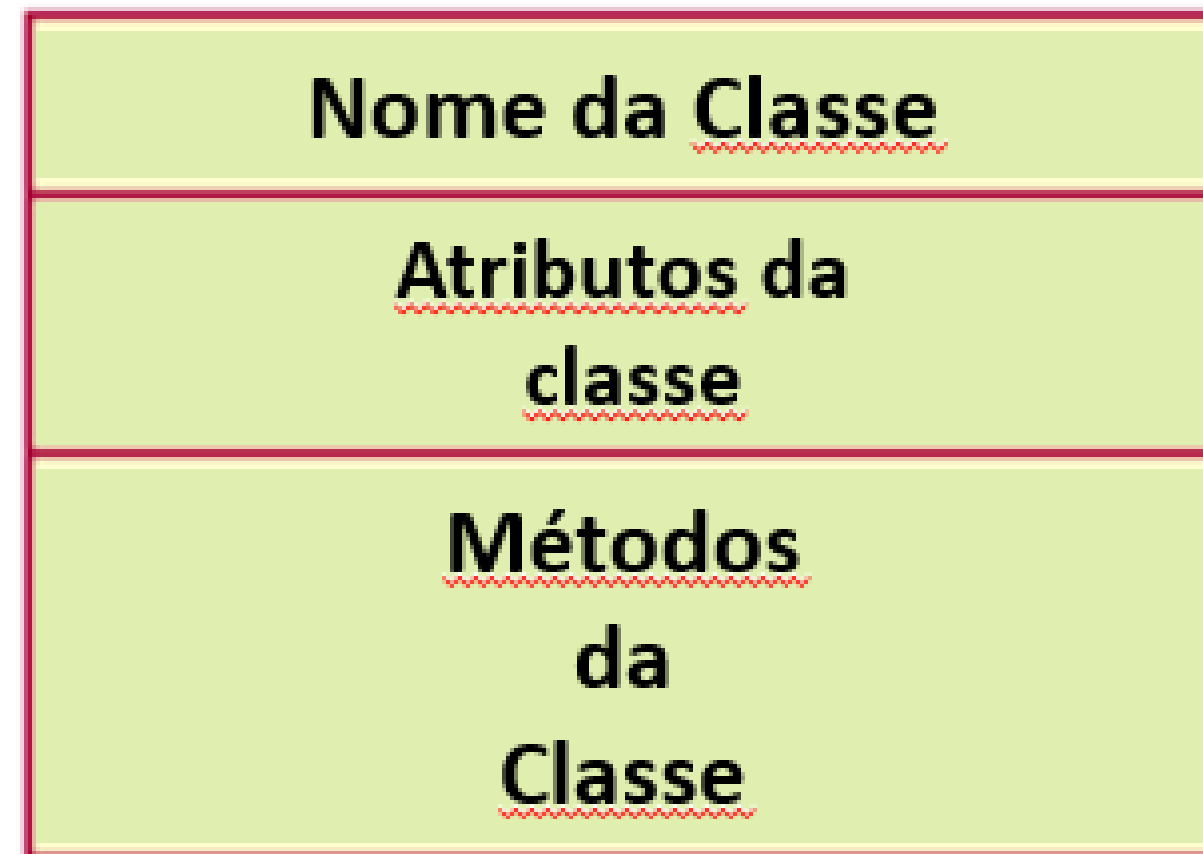 Nome da Classe
Atributos da
classe
Métodos
da
Classe